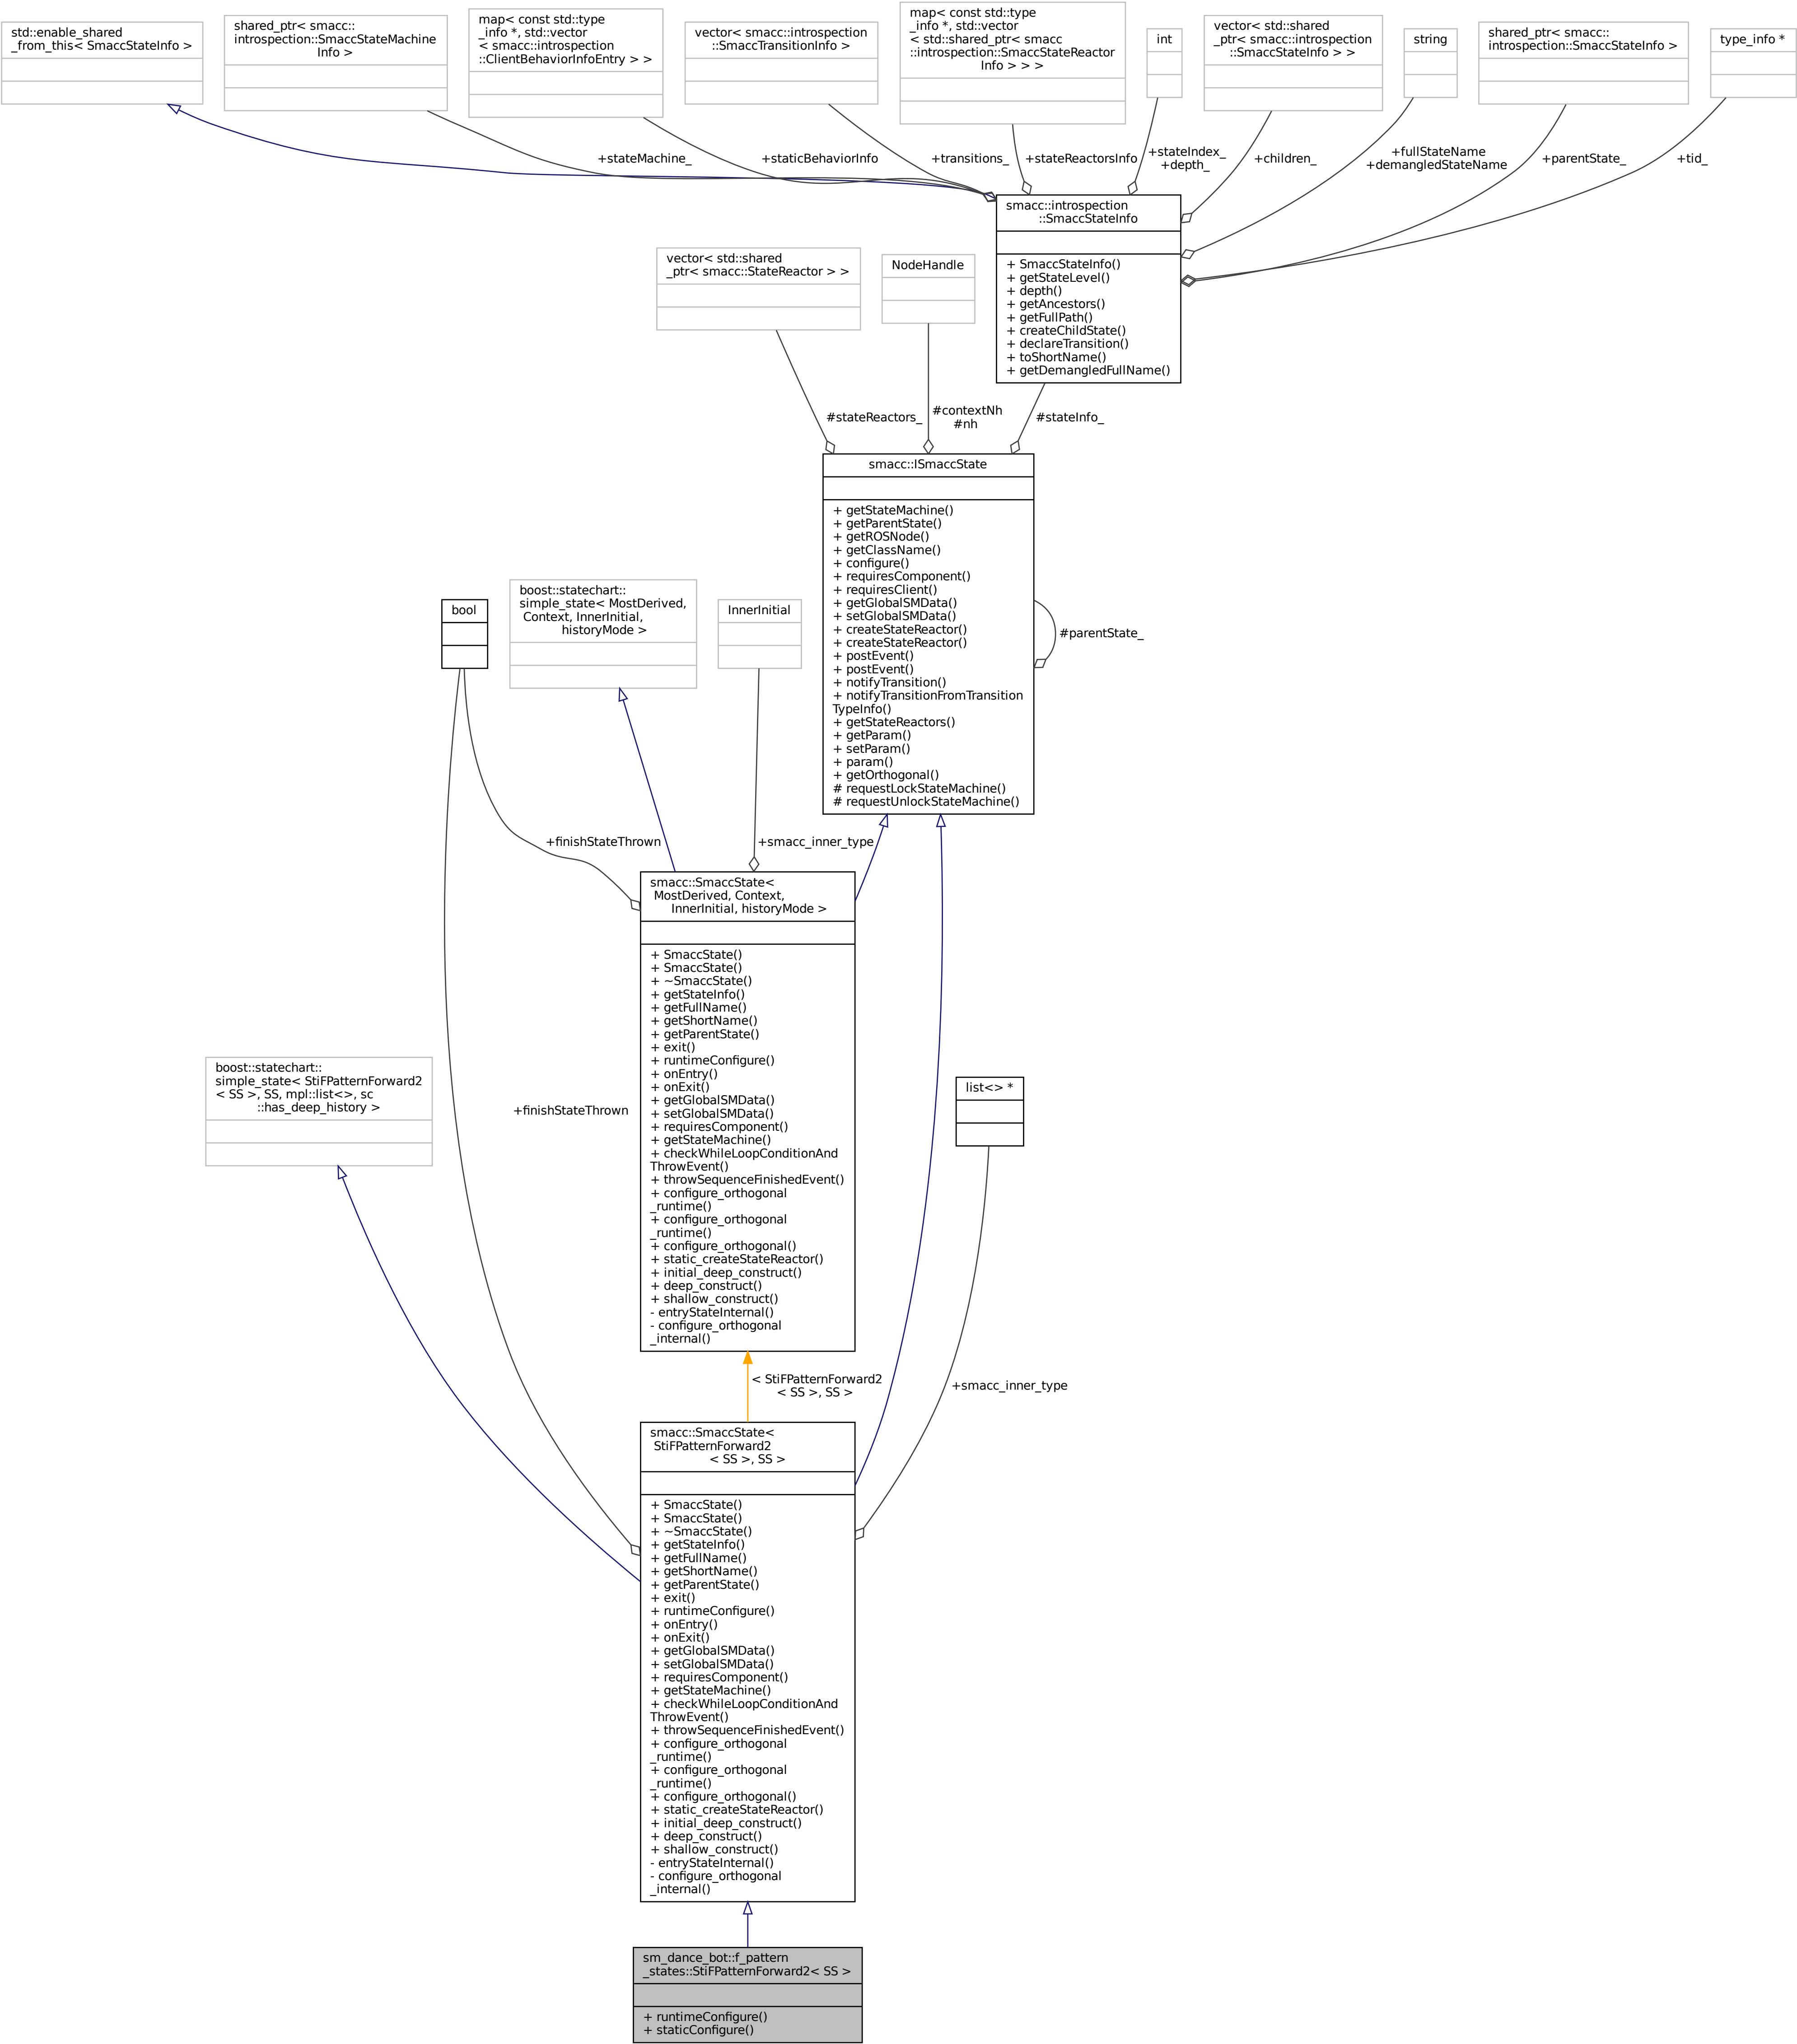 std::enable_shared
_from_this< SmaccStateInfo >
shared_ptr< smacc::
introspection::SmaccStateMachine
Info >
map< const std::type
_info *, std::vector
< smacc::introspection
::ClientBehaviorInfoEntry > >
vector< smacc::introspection
::SmaccTransitionInfo >
map< const std::type
_info *, std::vector
< std::shared_ptr< smacc
::introspection::SmaccStateReactor
Info > > >
int
vector< std::shared
_ptr< smacc::introspection
::SmaccStateInfo > >
string
shared_ptr< smacc::
introspection::SmaccStateInfo >
type_info *
+stateMachine_
+staticBehaviorInfo
+transitions_
+stateReactorsInfo
+stateIndex_
+depth_
+children_
+fullStateName
+demangledStateName
+parentState_
+tid_
smacc::introspection
::SmaccStateInfo
+ SmaccStateInfo()
+ getStateLevel()
+ depth()
+ getAncestors()
+ getFullPath()
+ createChildState()
+ declareTransition()
+ toShortName()
+ getDemangledFullName()
vector< std::shared
_ptr< smacc::StateReactor > >
NodeHandle
#stateReactors_
#contextNh
#nh
#stateInfo_
smacc::ISmaccState
+ getStateMachine()
+ getParentState()
+ getROSNode()
+ getClassName()
+ configure()
+ requiresComponent()
+ requiresClient()
+ getGlobalSMData()
+ setGlobalSMData()
+ createStateReactor()
+ createStateReactor()
+ postEvent()
+ postEvent()
+ notifyTransition()
+ notifyTransitionFromTransition
TypeInfo()
+ getStateReactors()
+ getParam()
+ setParam()
+ param()
+ getOrthogonal()
# requestLockStateMachine()
# requestUnlockStateMachine()
#parentState_
bool
boost::statechart::
simple_state< MostDerived,
Context, InnerInitial,
historyMode >
InnerInitial
+finishStateThrown
+smacc_inner_type
smacc::SmaccState<
MostDerived, Context,
InnerInitial, historyMode >
+ SmaccState()
+ SmaccState()
+ ~SmaccState()
+ getStateInfo()
+ getFullName()
+ getShortName()
+ getParentState()
+ exit()
+ runtimeConfigure()
+ onEntry()
+ onExit()
+ getGlobalSMData()
+ setGlobalSMData()
+ requiresComponent()
+ getStateMachine()
+ checkWhileLoopConditionAnd
ThrowEvent()
+ throwSequenceFinishedEvent()
+ configure_orthogonal
_runtime()
+ configure_orthogonal
_runtime()
+ configure_orthogonal()
+ static_createStateReactor()
+ initial_deep_construct()
+ deep_construct()
+ shallow_construct()
- entryStateInternal()
- configure_orthogonal
_internal()
boost::statechart::
simple_state< StiFPatternForward2
< SS >, SS, mpl::list<>, sc
::has_deep_history >
+finishStateThrown
list<> *
< StiFPatternForward2
< SS >, SS >
+smacc_inner_type
smacc::SmaccState<
StiFPatternForward2
< SS >, SS >
+ SmaccState()
+ SmaccState()
+ ~SmaccState()
+ getStateInfo()
+ getFullName()
+ getShortName()
+ getParentState()
+ exit()
+ runtimeConfigure()
+ onEntry()
+ onExit()
+ getGlobalSMData()
+ setGlobalSMData()
+ requiresComponent()
+ getStateMachine()
+ checkWhileLoopConditionAnd
ThrowEvent()
+ throwSequenceFinishedEvent()
+ configure_orthogonal
_runtime()
+ configure_orthogonal
_runtime()
+ configure_orthogonal()
+ static_createStateReactor()
+ initial_deep_construct()
+ deep_construct()
+ shallow_construct()
- entryStateInternal()
- configure_orthogonal
_internal()
sm_dance_bot::f_pattern
_states::StiFPatternForward2< SS >
+ runtimeConfigure()
+ staticConfigure()